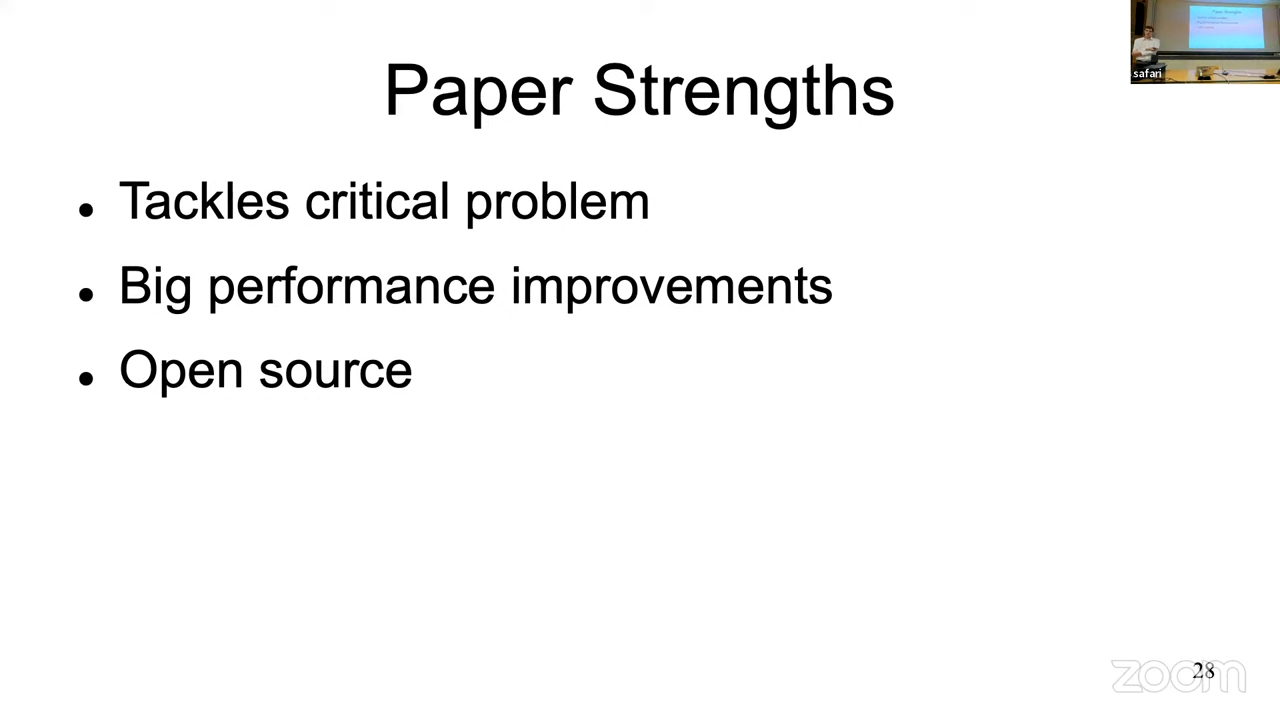 Paper Strengths
safari
• Tackles critical problem
• Big performance improvements
• Open source
28
zoom